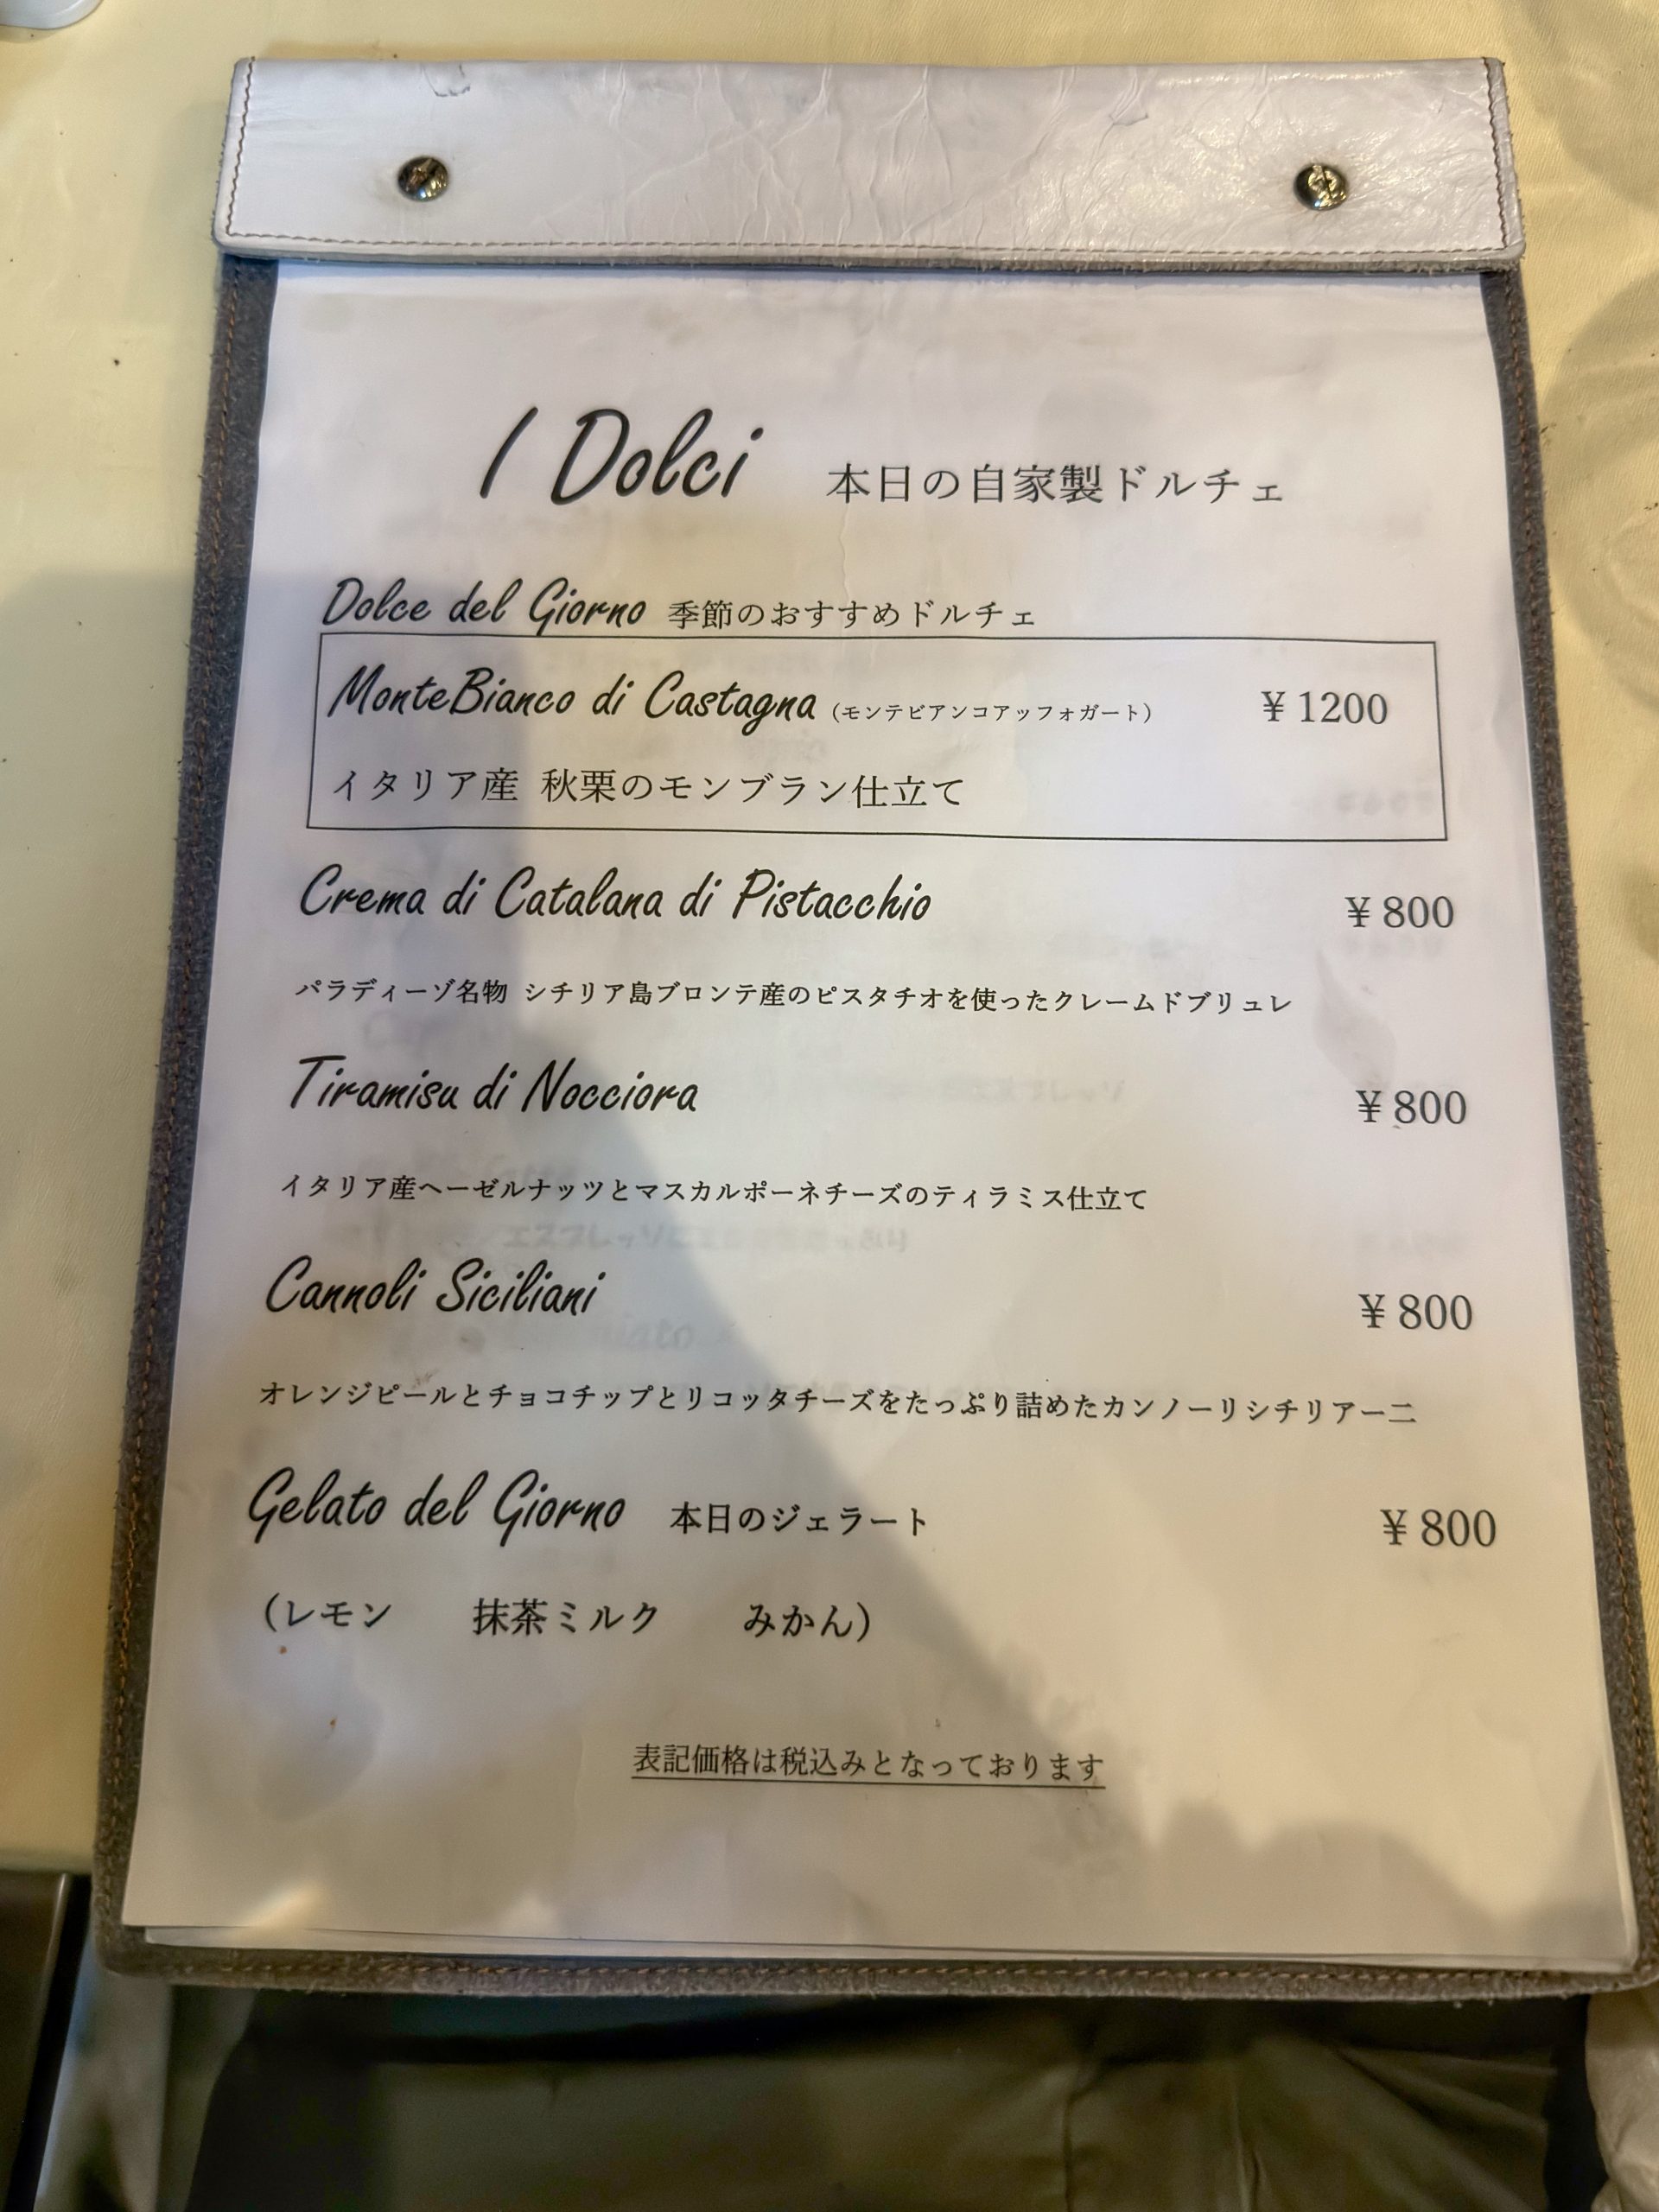 I Dolci 本日の自家製ドルチェ
Dolce del Giorno 季節のおすすめドルチェ
MonteBianco di Castagna (モンテビアンコアッフォガート) ¥1200
イタリア産 秋栗のモンブラン仕立て
Crema di Catalana di Pistacchio ¥800
パラディーゾ名物 シチリア島ブロンテ産のピスタチオを使ったクレームドブリュレ
Tiramisu di Nocciora ¥800
イタリア産ヘーゼルナッツとマスカルポーネチーズのティラミス仕立て
Cannoli Siciliani ¥800
オレンジピールとチョコチップとリコッタチーズをたっぷり詰めたカンノーリシチリアーニ
Gelato del Giorno 本日のジェラート ¥800
(レモン 抹茶ミルク みかん)
表記価格は税込みとなっております